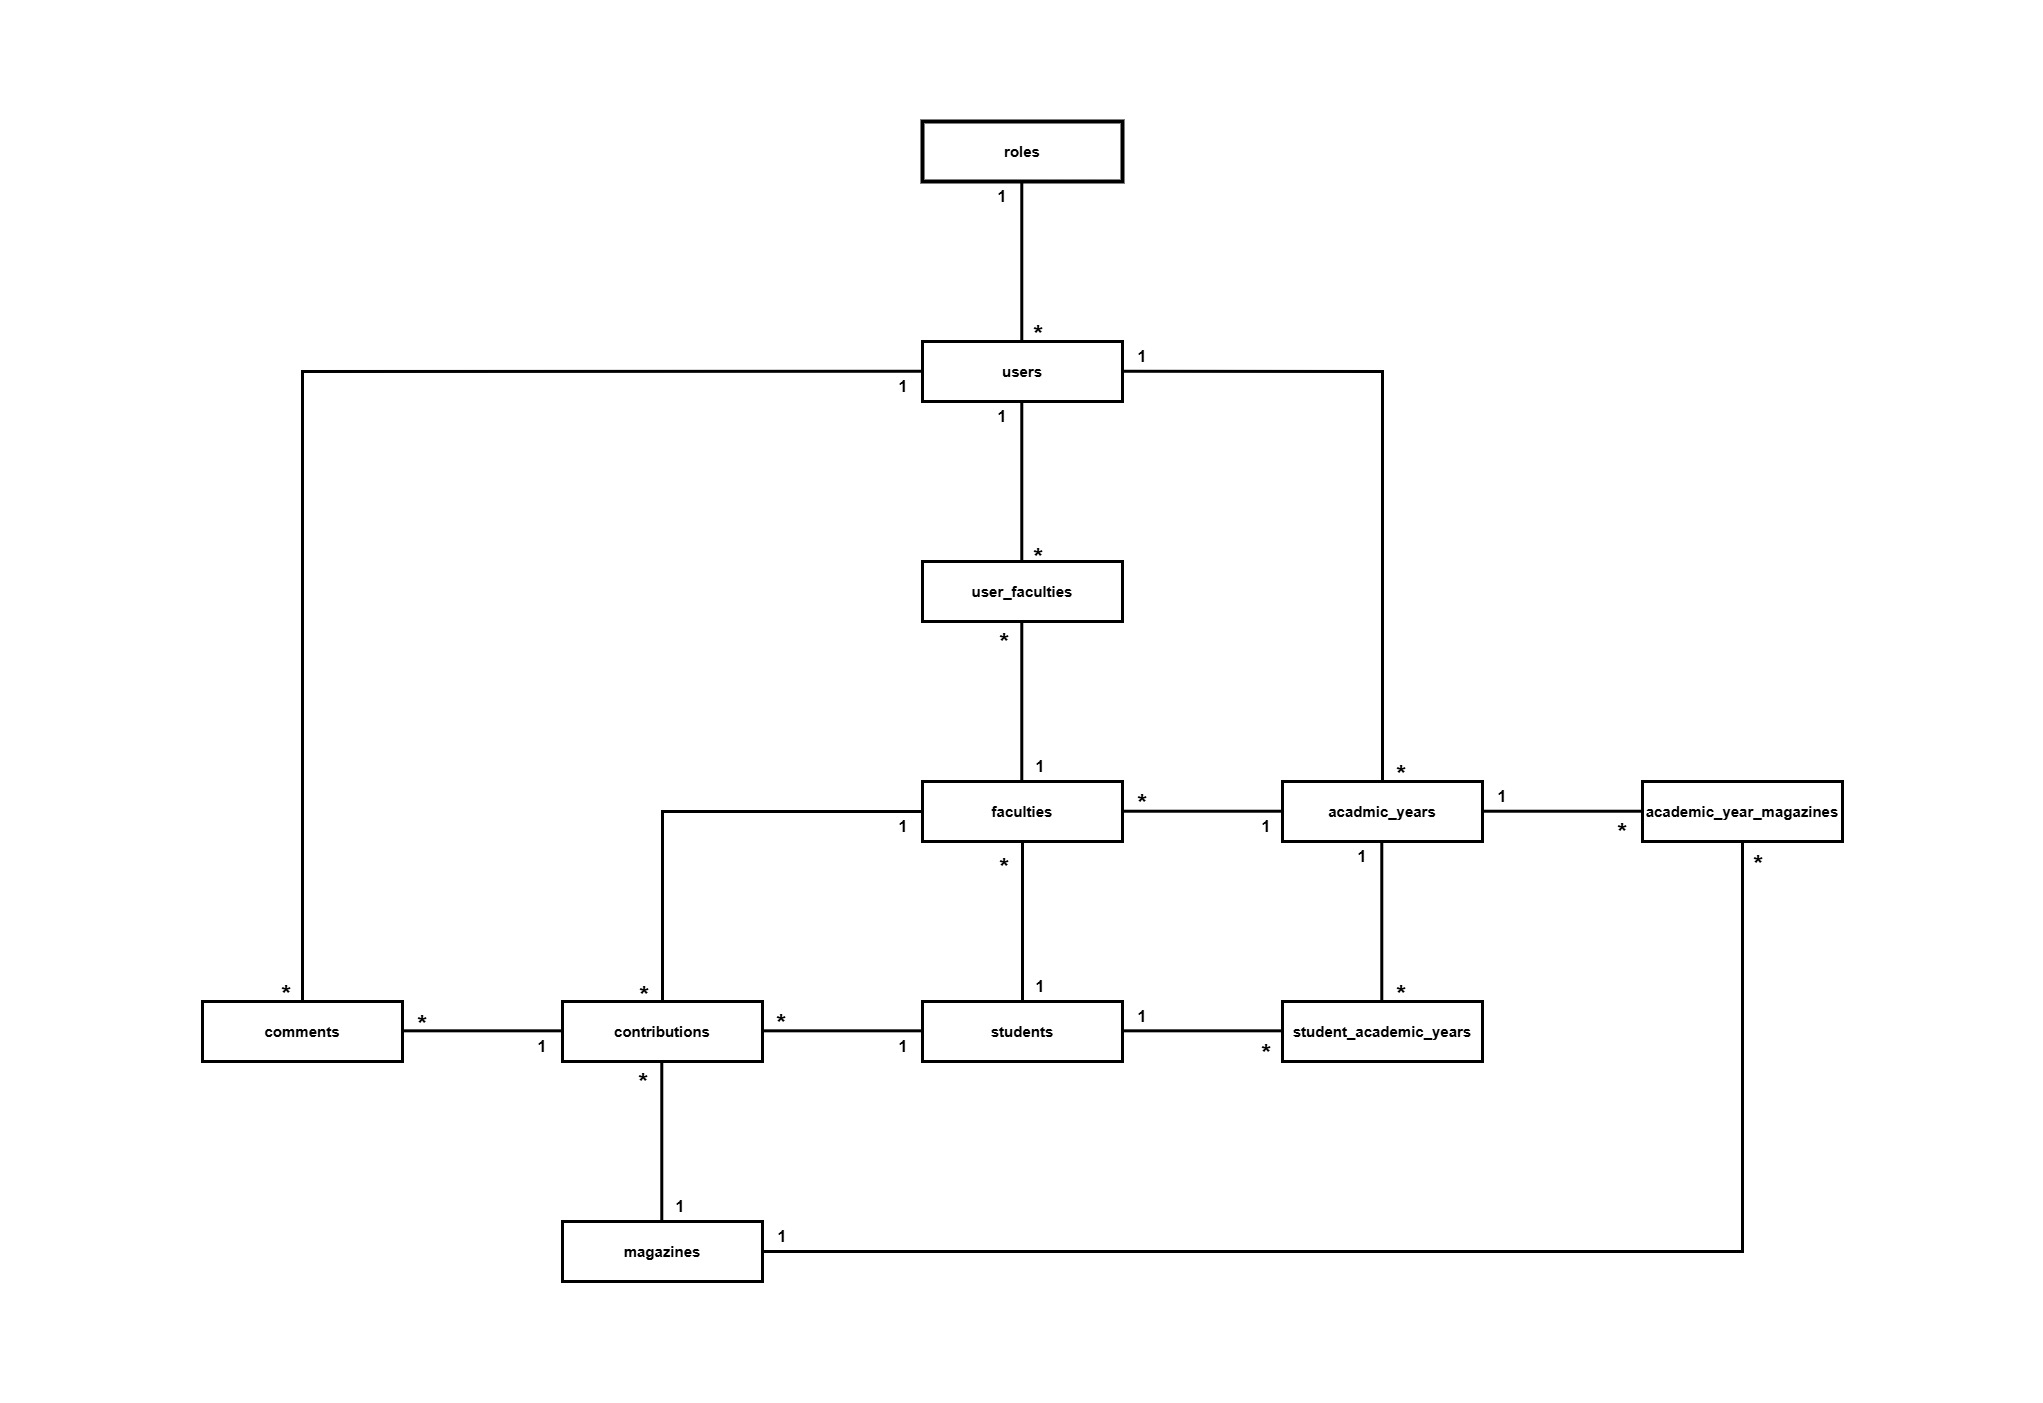 roles
1
*
users
1
1
1
*
user_faculties
*
1
*
faculties
*
acadmic_years
1
academic_year_magazines
1
1
*
*
1
*
*
*
1
*
comments
*
contributions
*
students
1
student_academic_years
1
1
*
*
1
1
magazines